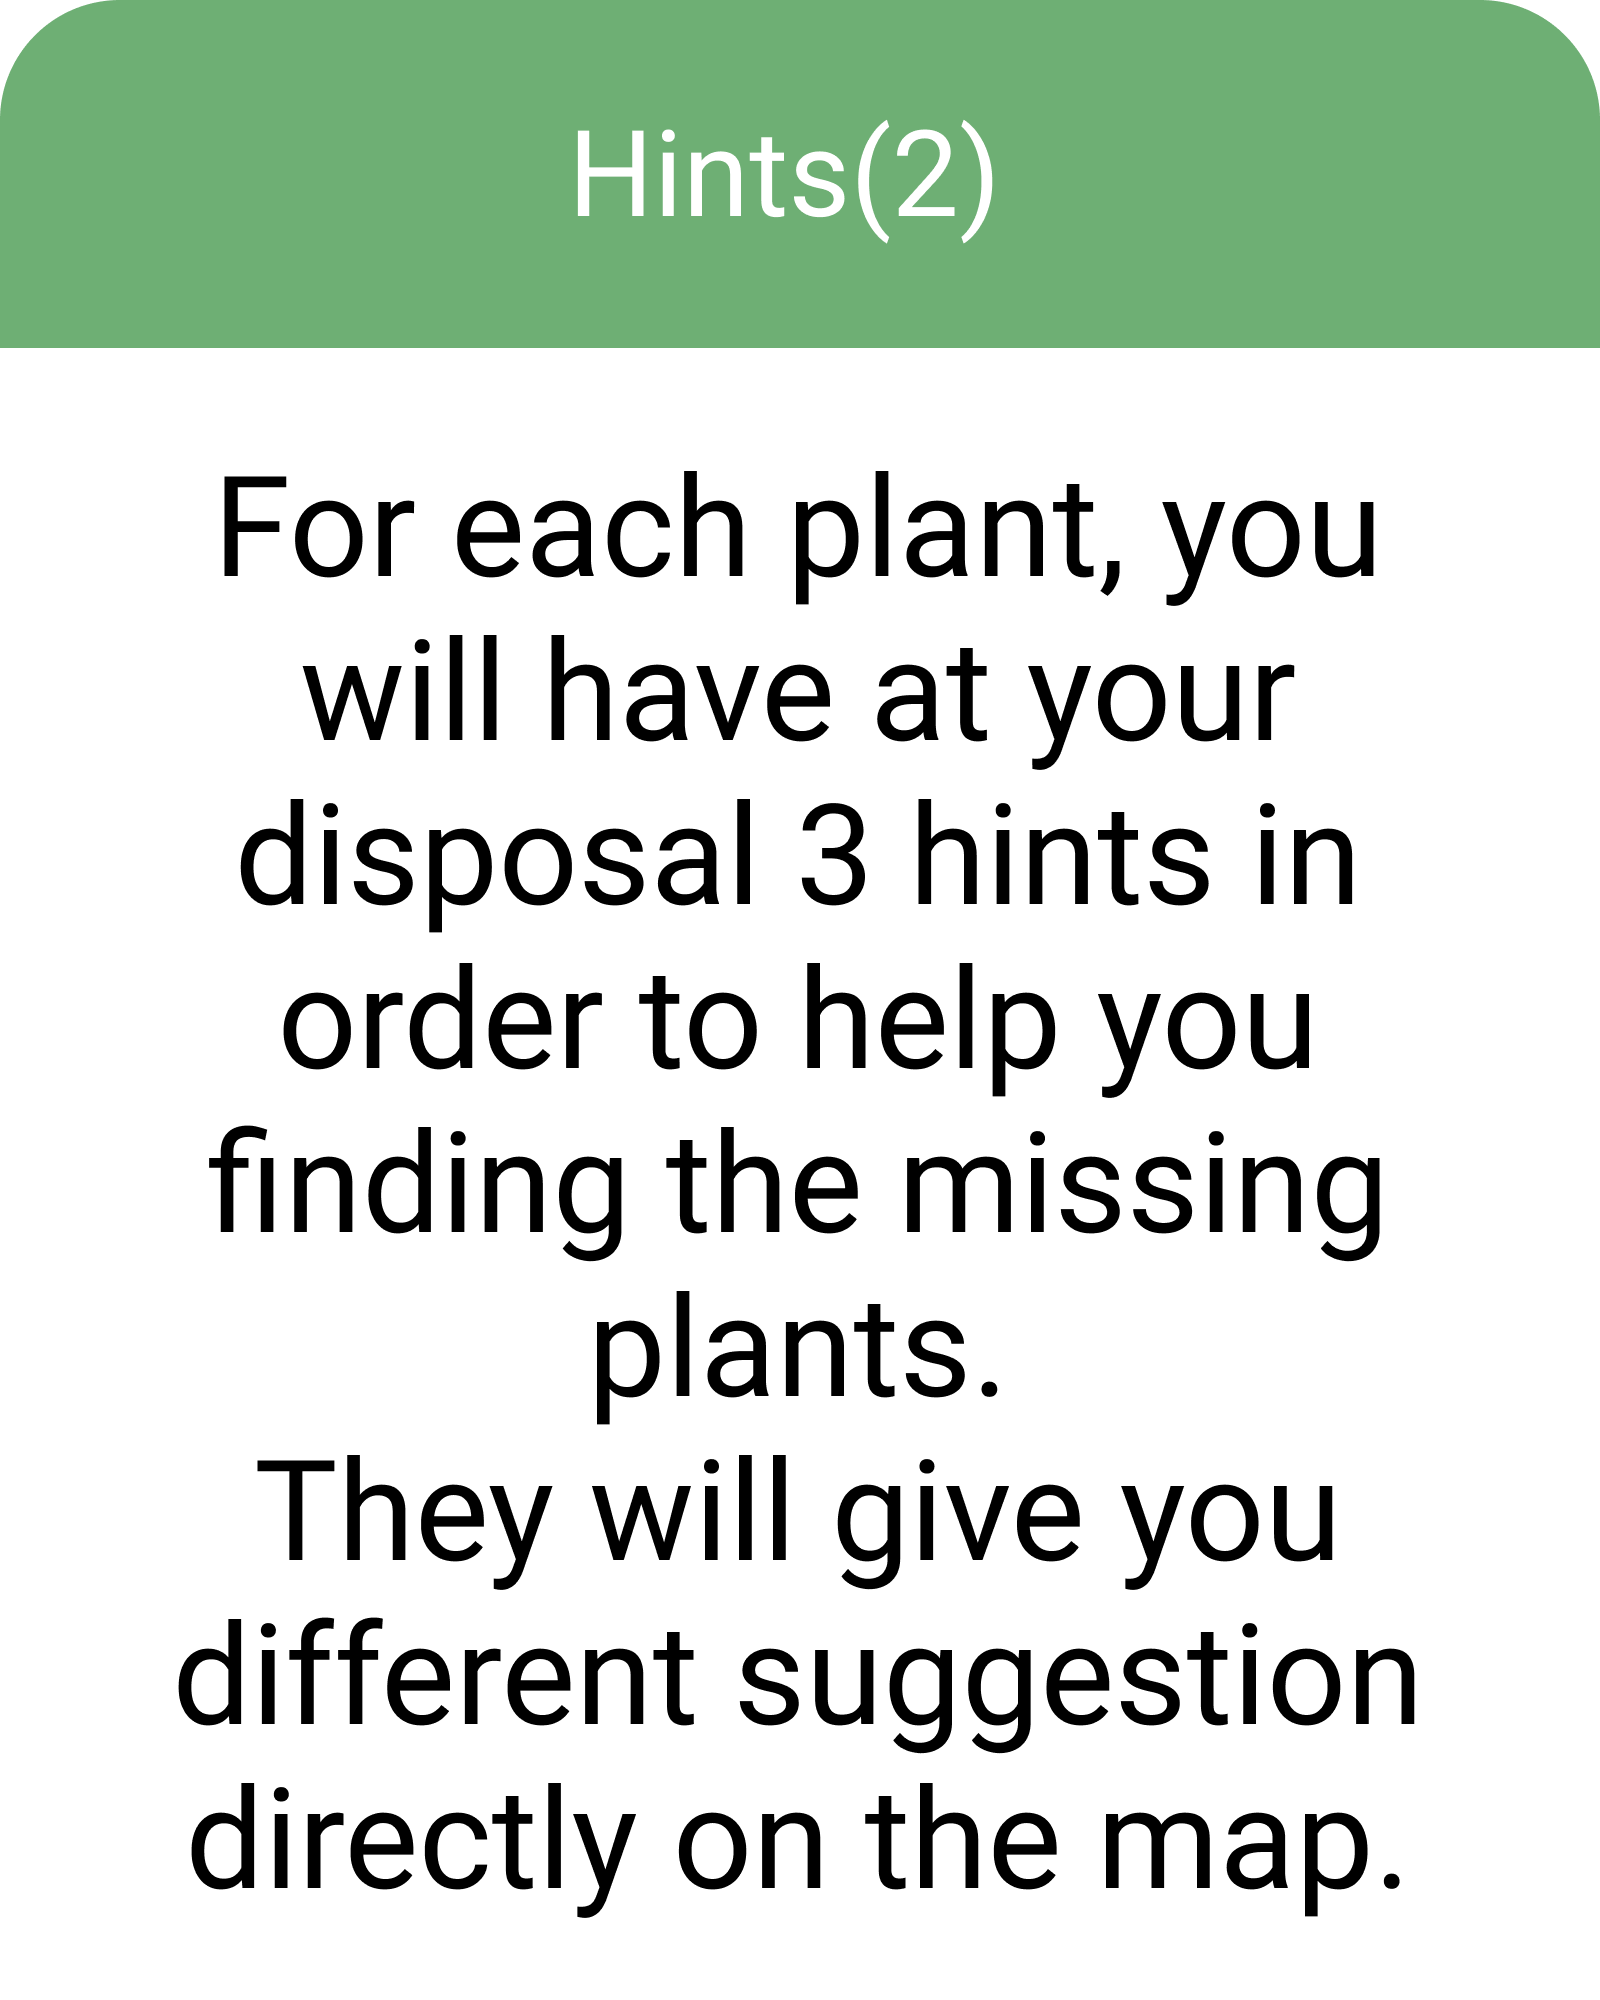 Hints(2)
For each plant, you
will have at your
disposal 3 hints in
order to help you
finding the missing
plants.
They will give you
different suggestion
directly on the map.